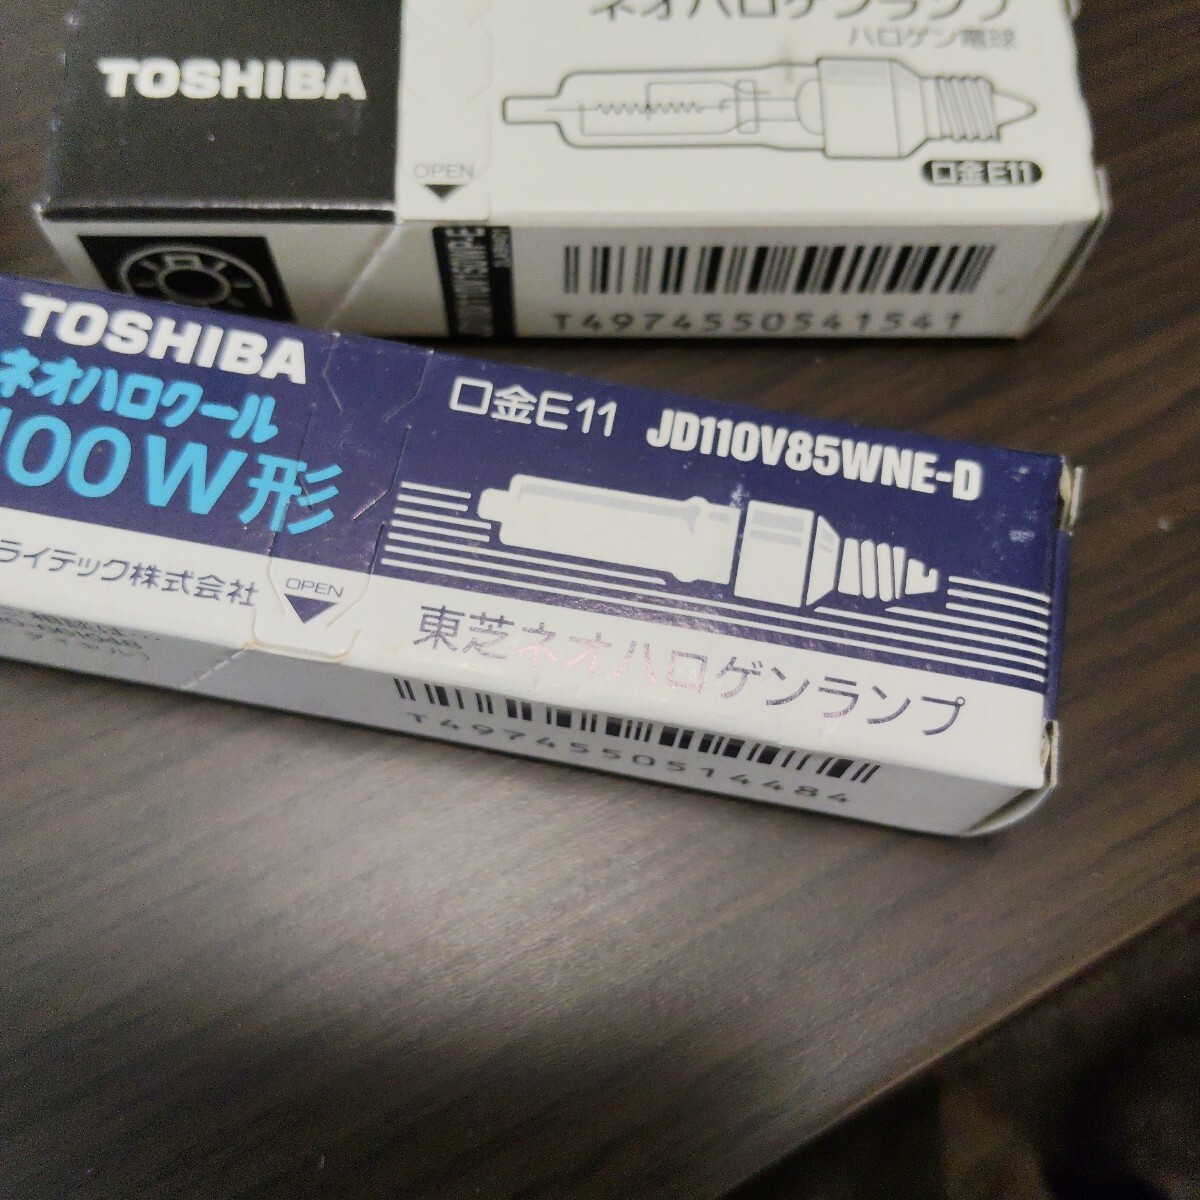 TOSHIBA
ネオハロゲンランプ
ハロゲン電球
OPEN
口金E11
T4974550541541
TOSHIBA
ネオハロクール
100W形
ライテック株式会社
OPEN
口金E11 JD110V85WNE-D
東芝ネオハロゲンランプ
T4974550514484